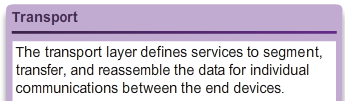 Transport
The transport layer defines services to segment,
transfer, and reassemble the data for individual
communications between the end devices.